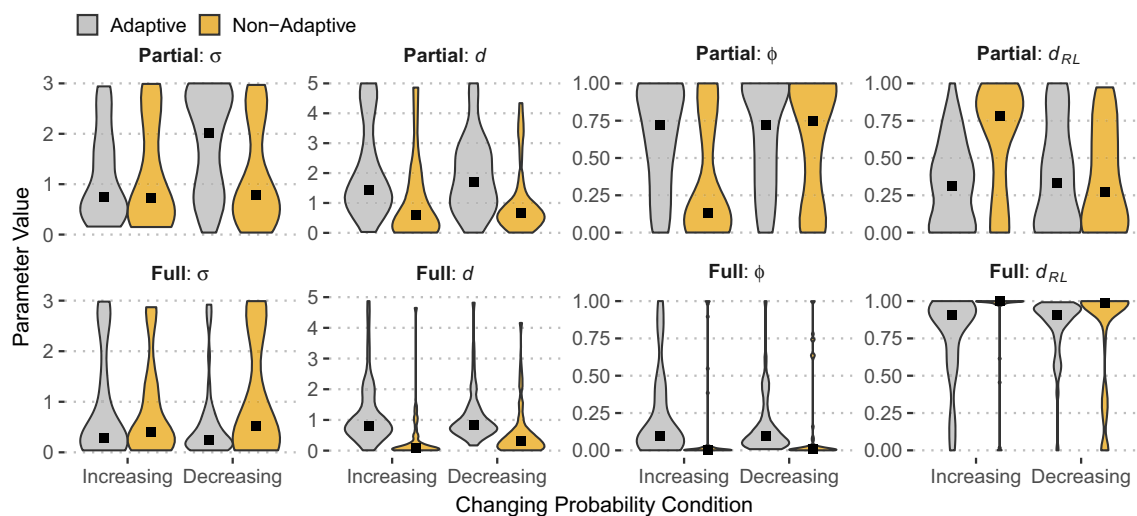 Adaptive Non−Adaptive
Partial: σ
Partial: d
Partial: ϕ
Partial: dRL
3
2
1
0
5
4
3
2
1
0
1.00
0.75
0.50
0.25
0.00
1.00
0.75
0.50
0.25
0.00
Full: σ
Full: d
Full: ϕ
Full: dRL
3
2
1
0
5
4
3
2
1
0
1.00
0.75
0.50
0.25
0.00
1.00
0.75
0.50
0.25
0.00
Increasing Decreasing
Increasing Decreasing
Increasing Decreasing
Increasing Decreasing
Parameter Value
Changing Probability Condition